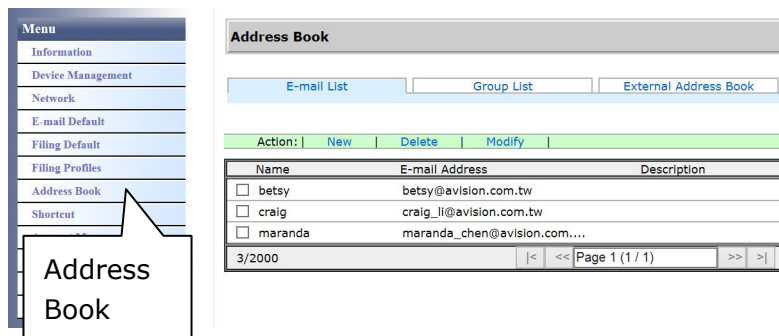 Menu
Information
Device Management
Network
E-mail Default
Filing Default
Filing Profiles
Address Book
Shortcut
Address
Book
Address Book
E-mail List Group List External Address Book
Action: | New | Delete | Modify |
Name E-mail Address Description
betsy betsy@avision.com.tw
craig craig_li@avision.com.tw
maranda maranda_chen@avision.com....
3/2000 |< << Page 1 (1 / 1) >> >|